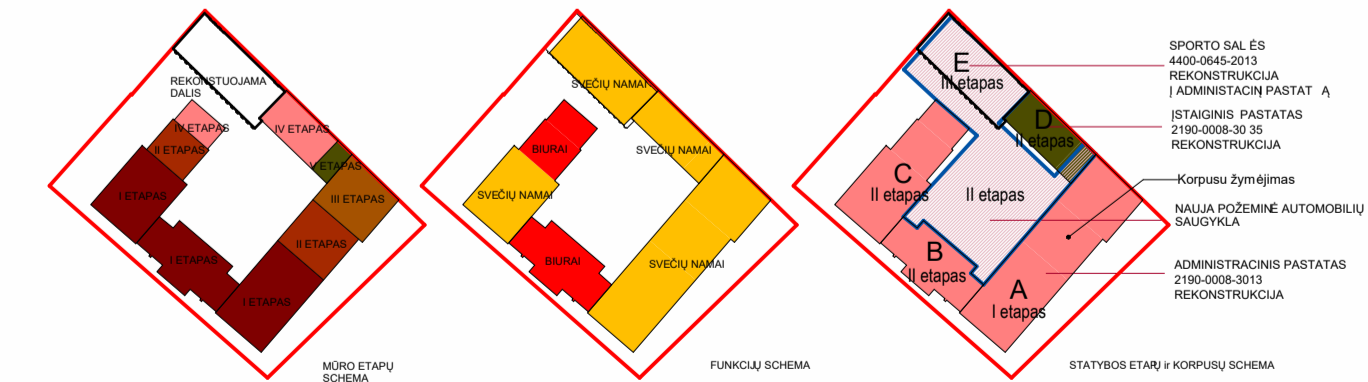 REKONSTUOJAMA
DALIS
IV ETAPAS
IV ETAPAS
II ETAPAS
V ETAPAS
I ETAPAS
III ETAPAS
II ETAPAS
I ETAPAS
I ETAPAS
MŪRO ETAPŲ
SCHEMA
SVEČIŲ NAMAI
BIURAI
SVEČIŲ NAMAI
SVEČIŲ NAMAI
BIURAI
SVEČIŲ NAMAI
FUNKCIJŲ SCHEMA
E
III etapas
D
II etapas
C
II etapas
II etapas
B
II etapas
A
I etapas
SPORTO SAL ĖS
4400-0645-2013
REKONSTRUKCIJA
Į ADMINISTACIN Į PASTAT Ą
ĮSTAIGINIS PASTATAS
2190-0008-30 35
REKONSTRUKCIJA
Korpusu žymėjimas
NAUJA POŽEMINĖ AUTOMOBILIŲ
SAUGYKLA
ADMINISTRACINIS PASTATAS
2190-0008-3013
REKONSTRUKCIJA
STATYBOS ETAPŲ ir KORPUSŲ SCHEMA